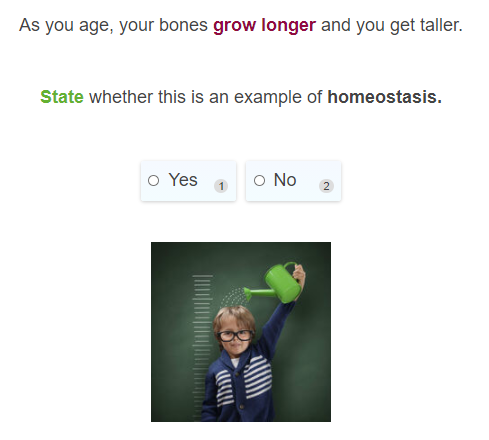 As you age, your bones grow longer and you get taller.
State whether this is an example of homeostasis.
Yes 1 No 2